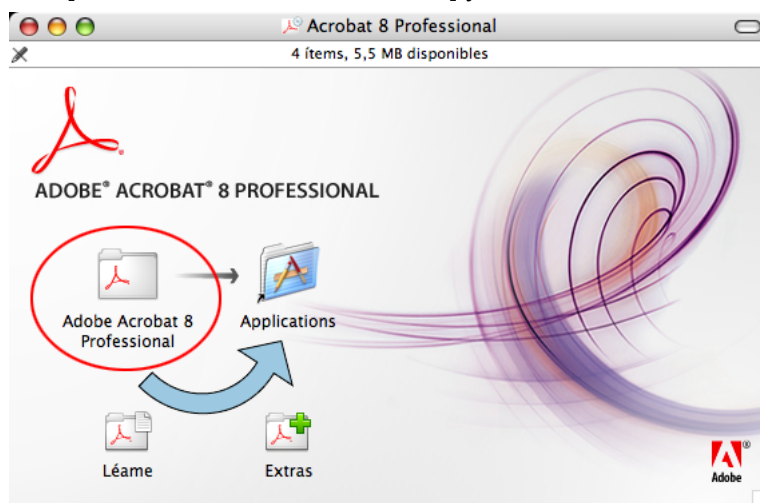 Acrobat 8 Professional
4 ítems, 5,5 MB disponibles
ADOBE® ACROBAT® 8 PROFESSIONAL
Adobe Acrobat 8
Professional
Applications
Léame
Extras
Adobe